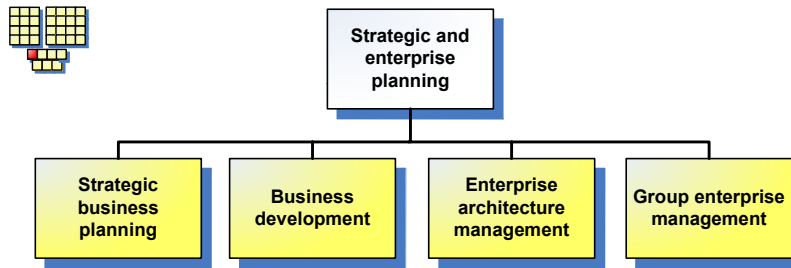 Strategic and
enterprise
planning
Strategic
business
planning
Business
development
Enterprise
architecture
management
Group enterprise
management